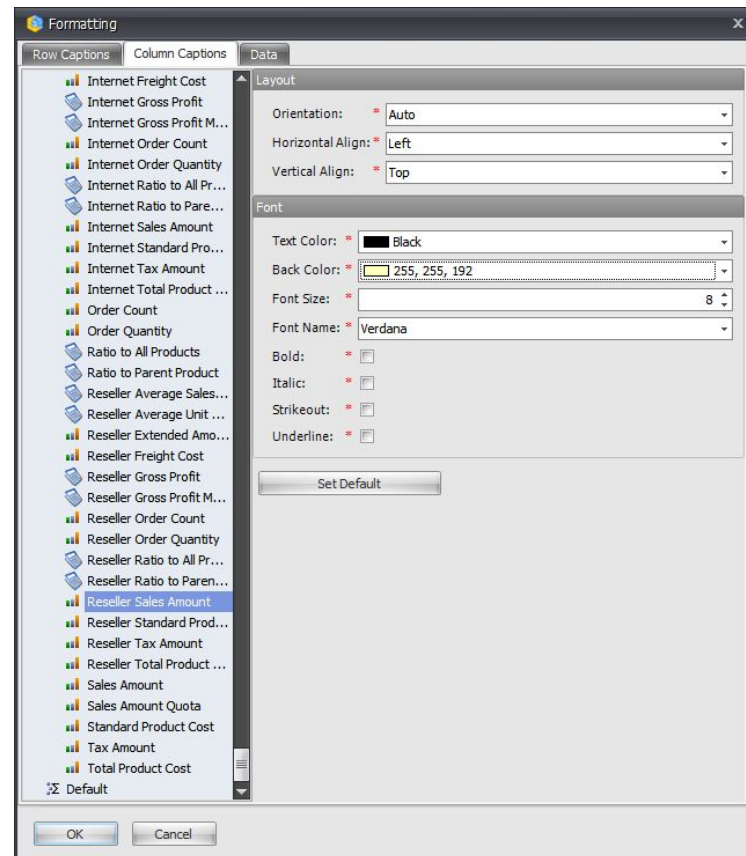 Formatting
x
Row Captions Column Captions Data
Internet Freight Cost
Internet Gross Profit
Internet Gross Profit M...
Internet Order Count
Internet Order Quantity
Internet Ratio to All Pr...
Internet Ratio to Pare...
Internet Sales Amount
Internet Standard Pro...
Internet Tax Amount
Internet Total Product ...
Order Count
Order Quantity
Ratio to All Products
Ratio to Parent Product
Reseller Average Sales...
Reseller Average Unit ...
Reseller Extended Amo...
Reseller Freight Cost
Reseller Gross Profit
Reseller Gross Profit M...
Reseller Order Count
Reseller Order Quantity
Reseller Ratio to All Pr...
Reseller Ratio to Paren...
Reseller Sales Amount
Reseller Standard Prod...
Reseller Tax Amount
Reseller Total Product ...
Sales Amount
Sales Amount Quota
Standard Product Cost
Tax Amount
Total Product Cost
Σ Default
Layout
Orientation: * Auto
Horizontal Align: * Left
Vertical Align: * Top
Font
Text Color: * Black
Back Color: * 255, 255, 192
Font Size: * 8
Font Name: * Verdana
Bold: *
Italic: *
Strikeout: *
Underline: *
Set Default
OK Cancel